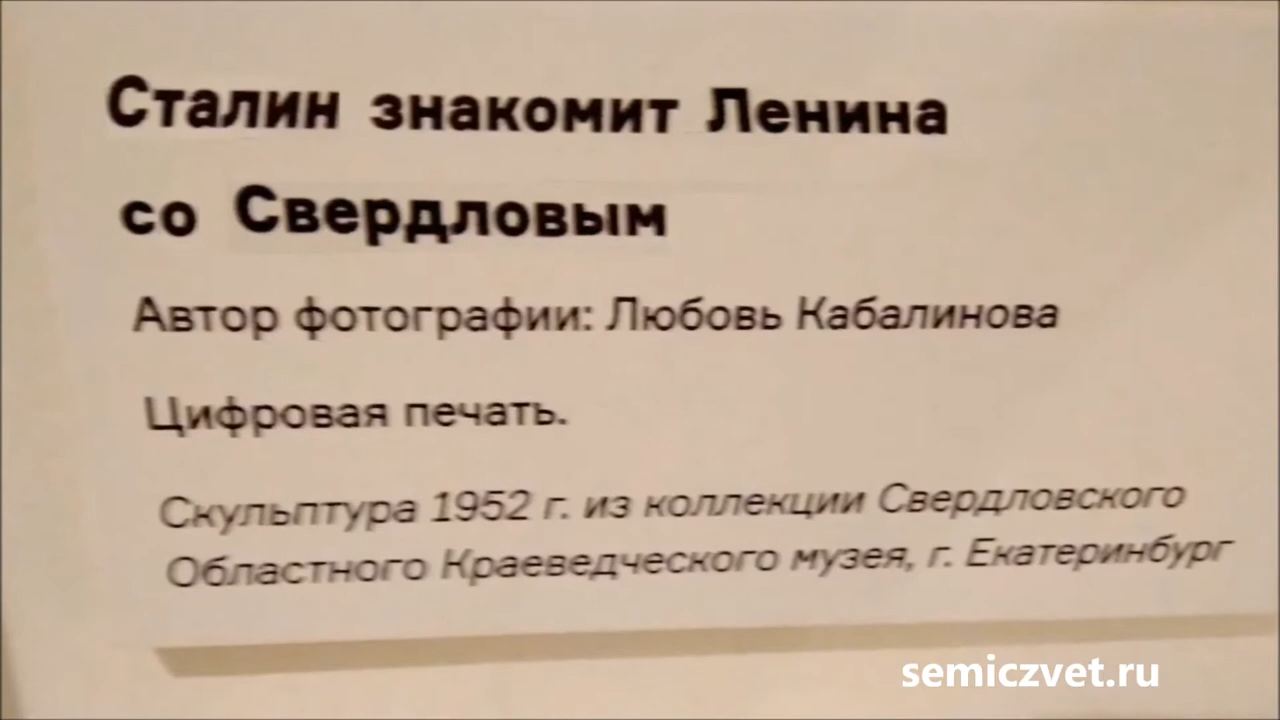 Сталин знакомит Ленина
со Свердловым
Автор фотографии: Любовь Кабалинова
Цифровая печать.
Скульптура 1952 г. из коллекции Свердловского
Областного Краеведческого музея, г. Екатеринбург
semiczvet.ru